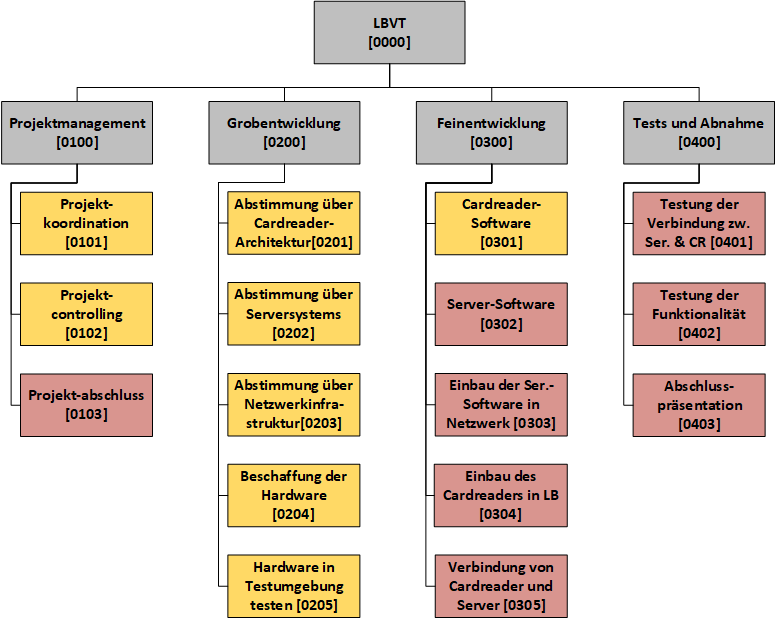 LBVT
[0000]
Projektmanagement
[0100]
Grobentwicklung
[0200]
Feinentwicklung
[0300]
Tests und Abnahme
[0400]
Projekt-
koordination
[0101]
Projekt-
controlling
[0102]
Projekt-abschluss
[0103]
Abstimmung über
Cardreader-
Architektur[0201]
Abstimmung über
Serversystems
[0202]
Abstimmung über
Netzwerkinfra-
struktur[0203]
Beschaffung der
Hardware
[0204]
Hardware in
Testumgebung
testen [0205]
Cardreader-
Software
[0301]
Server-Software
[0302]
Einbau der Ser.-
Software in
Netzwerk [0303]
Einbau des
Cardreaders in LB
[0304]
Verbindung von
Cardreader und
Server [0305]
Testung der
Verbindung zw.
Ser. & CR [0401]
Testung der
Funktionalität
[0402]
Abschluss-
präsentation
[0403]